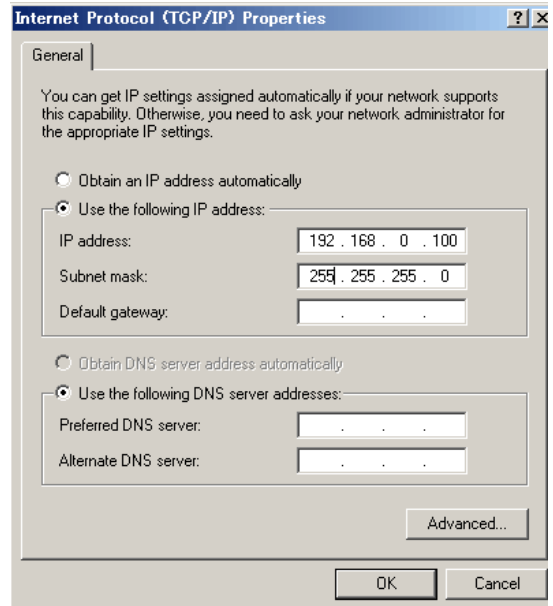 Internet Protocol (TCP/IP) Properties
General
You can get IP settings assigned automatically if your network supports
this capability. Otherwise, you need to ask your network administrator for
the appropriate IP settings.
Obtain an IP address automatically
Use the following IP address:
IP address: 192 . 168 . 0 . 100
Subnet mask: 255 . 255 . 255 . 0
Default gateway: . . .
Obtain DNS server address automatically
Use the following DNS server addresses:
Preferred DNS server: . . .
Alternate DNS server: . . .
Advanced...
OK Cancel